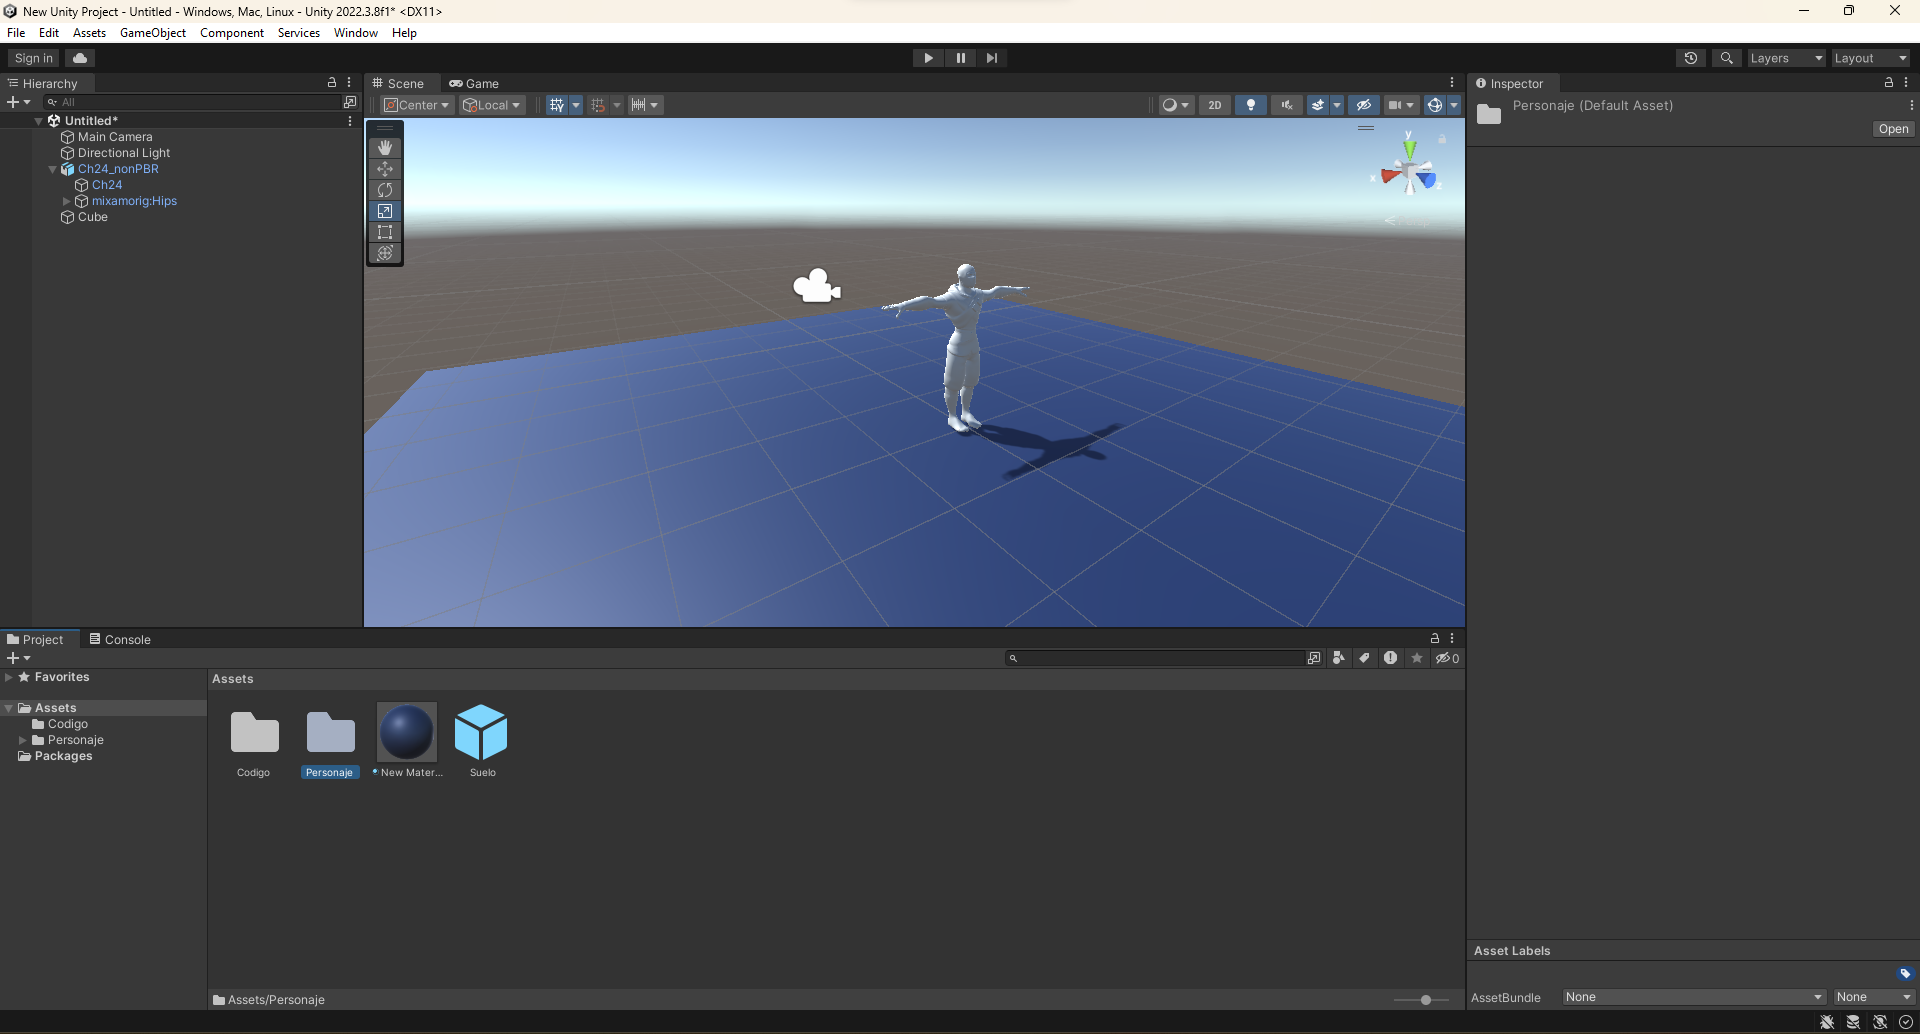 New Unity Project - Untitled - Windows, Mac, Linux - Unity 2022.3.8f1* <DX11>
File Edit Assets GameObject Component Services Window Help
Sign in
Layers Layout
Hierarchy
Scene
Game
Inspector
All
Center Local
2D
Personaje (Default Asset)
Open
Untitled*
Main Camera
Directional Light
Ch24_nonPBR
Ch24
mixamorig:Hips
Cube
y
x
z
Project
Console
0
Favorites
Assets
Codigo
Personaje
Packages
Assets
Codigo
Personaje
New Mater...
Suelo
Assets/Personaje
Asset Labels
AssetBundle None None